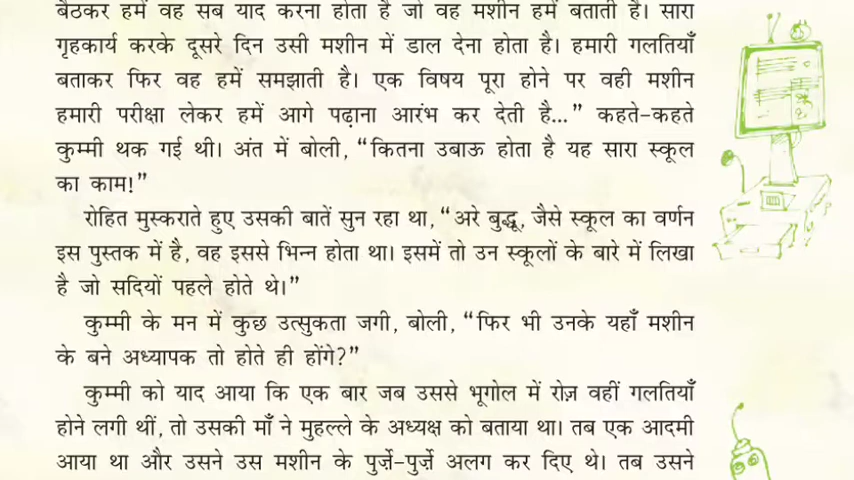 बैठकर हमें वह सब याद करना होता है जो वह मशीन हमें बताती है। सारा
गृहकार्य करके दूसरे दिन उसी मशीन में डाल देना होता है। हमारी गलतियाँ
बताकर फिर वह हमें समझाती है। एक विषय पूरा होने पर वही मशीन
हमारी परीक्षा लेकर हमें आगे पढ़ाना आरंभ कर देती है...” कहते-कहते
कुम्मी थक गई थी। अंत में बोली, “कितना उबाऊ होता है यह सारा स्कूल
का काम!”
रोहित मुस्कराते हुए उसकी बातें सुन रहा था, “अरे बुद्धू, जैसे स्कूल का वर्णन
इस पुस्तक में है, वह इससे भिन्न होता था। इसमें तो उन स्कूलों के बारे में लिखा
है जो सदियों पहले होते थे।”
कुम्मी के मन में कुछ उत्सुकता जगी, बोली, “फिर भी उनके यहाँ मशीन
के बने अध्यापक तो होते ही होंगे?”
कुम्मी को याद आया कि एक बार जब उससे भूगोल में रोज़ वहीं गलतियाँ
होने लगी थीं, तो उसकी माँ ने मुहल्ले के अध्यक्ष को बताया था। तब एक आदमी
आया था और उसने उस मशीन के पुर्ज़े-पुर्ज़े अलग कर दिए थे। तब उसने